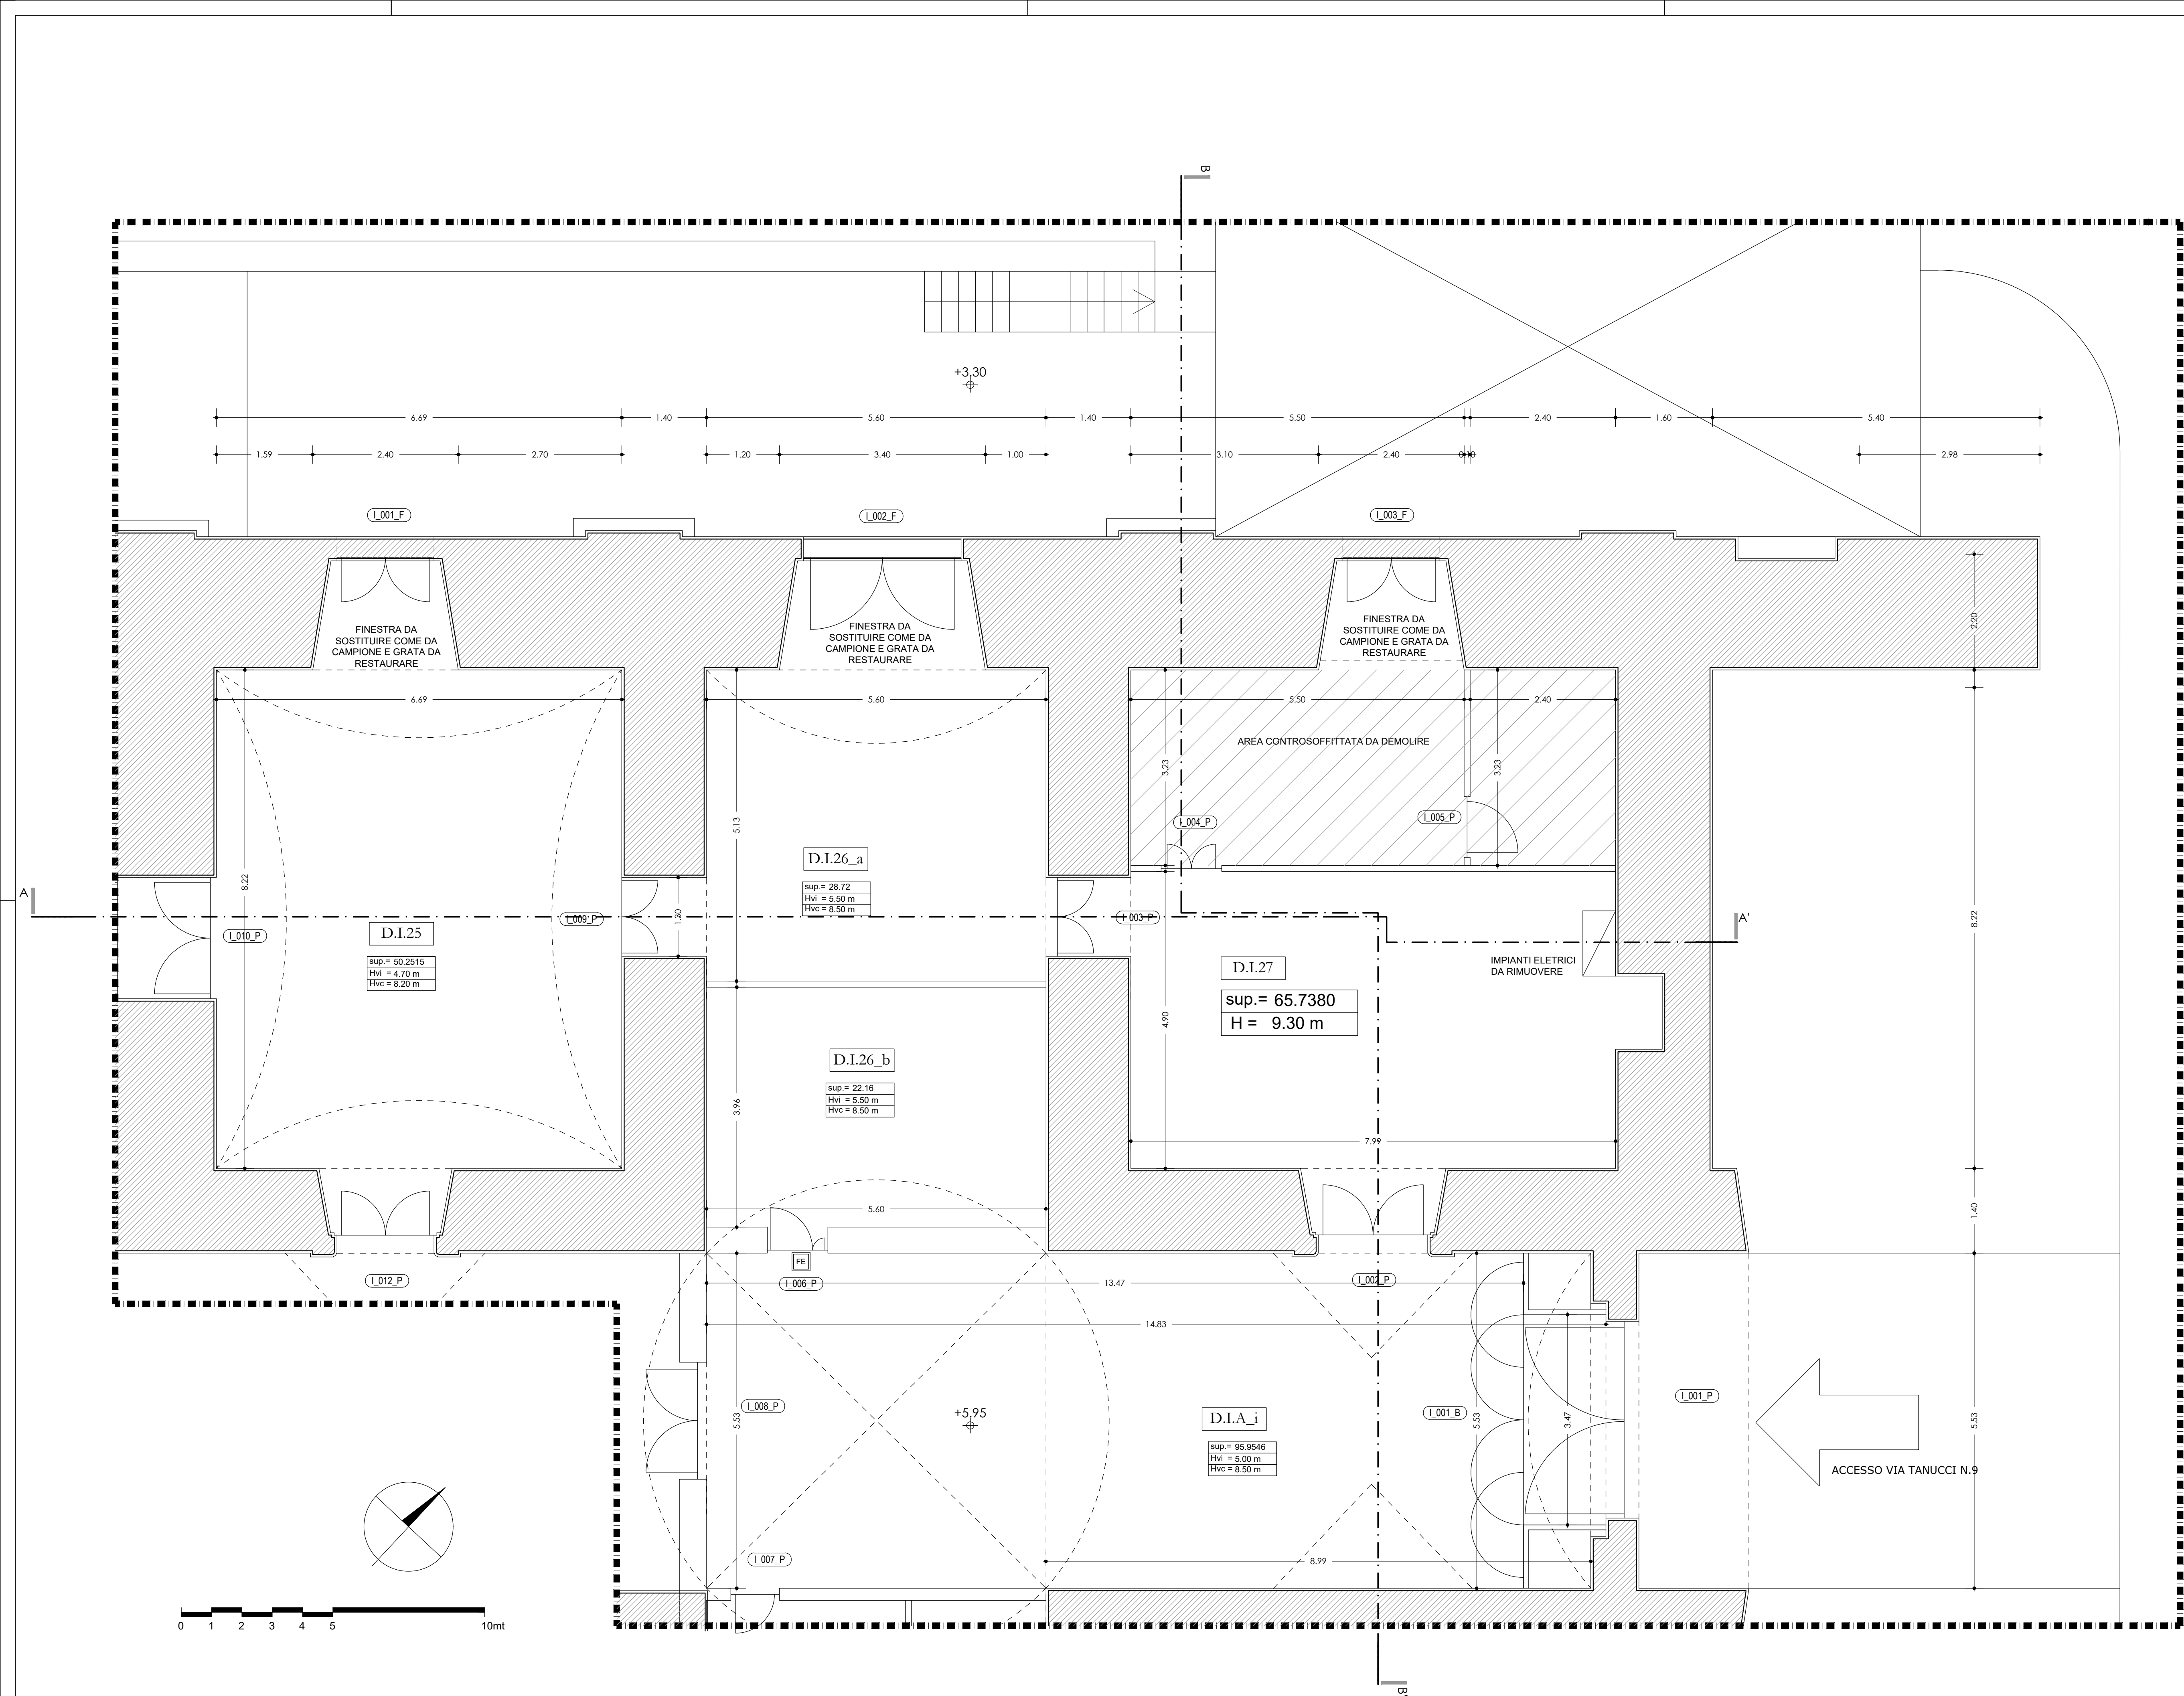 B
+3.30
6.69
1.40
5.60
1.40
5.50
2.40
1.60
5.40
1.59
2.40
2.70
1.20
3.40
1.00
3.10
2.40
0.10
2.98
I_001_F
I_002_F
I_003_F
FINESTRA DA
SOSTITUIRE COME DA
CAMPIONE E GRATA DA
RESTAURARE
FINESTRA DA
SOSTITUIRE COME DA
CAMPIONE E GRATA DA
RESTAURARE
FINESTRA DA
SOSTITUIRE COME DA
CAMPIONE E GRATA DA
RESTAURARE
2.20
6.69
5.60
5.50
2.40
AREA CONTROSOFFITTATA DA DEMOLIRE
3.23
3.23
5.13
I_004_P
I_005_P
D.I.26_a
sup.= 28.72
Hvi = 5.50 m
Hvc = 8.50 m
8.22
A
I_010_P
I_009_P
1.30
I_003_P
A'
8.22
D.I.25
sup.= 50.2515
Hvi = 4.70 m
Hvc = 8.20 m
IMPIANTI ELETRICI
DA RIMUOVERE
D.I.27
sup.= 65.7380
H = 9.30 m
4.90
D.I.26_b
sup.= 22.16
Hvi = 5.50 m
Hvc = 8.50 m
3.96
7.99
5.60
1.40
FE
I_012_P
I_006_P
13.47
I_002_P
14.83
I_008_P
5.53
+5.95
D.I.A_i
sup.= 95.9546
Hvi = 5.00 m
Hvc = 8.50 m
I_001_B
5.53
3.47
I_001_P
5.53
ACCESSO VIA TANUCCI N.9
I_007_P
8.99
0 1 2 3 4 5 10mt
B'